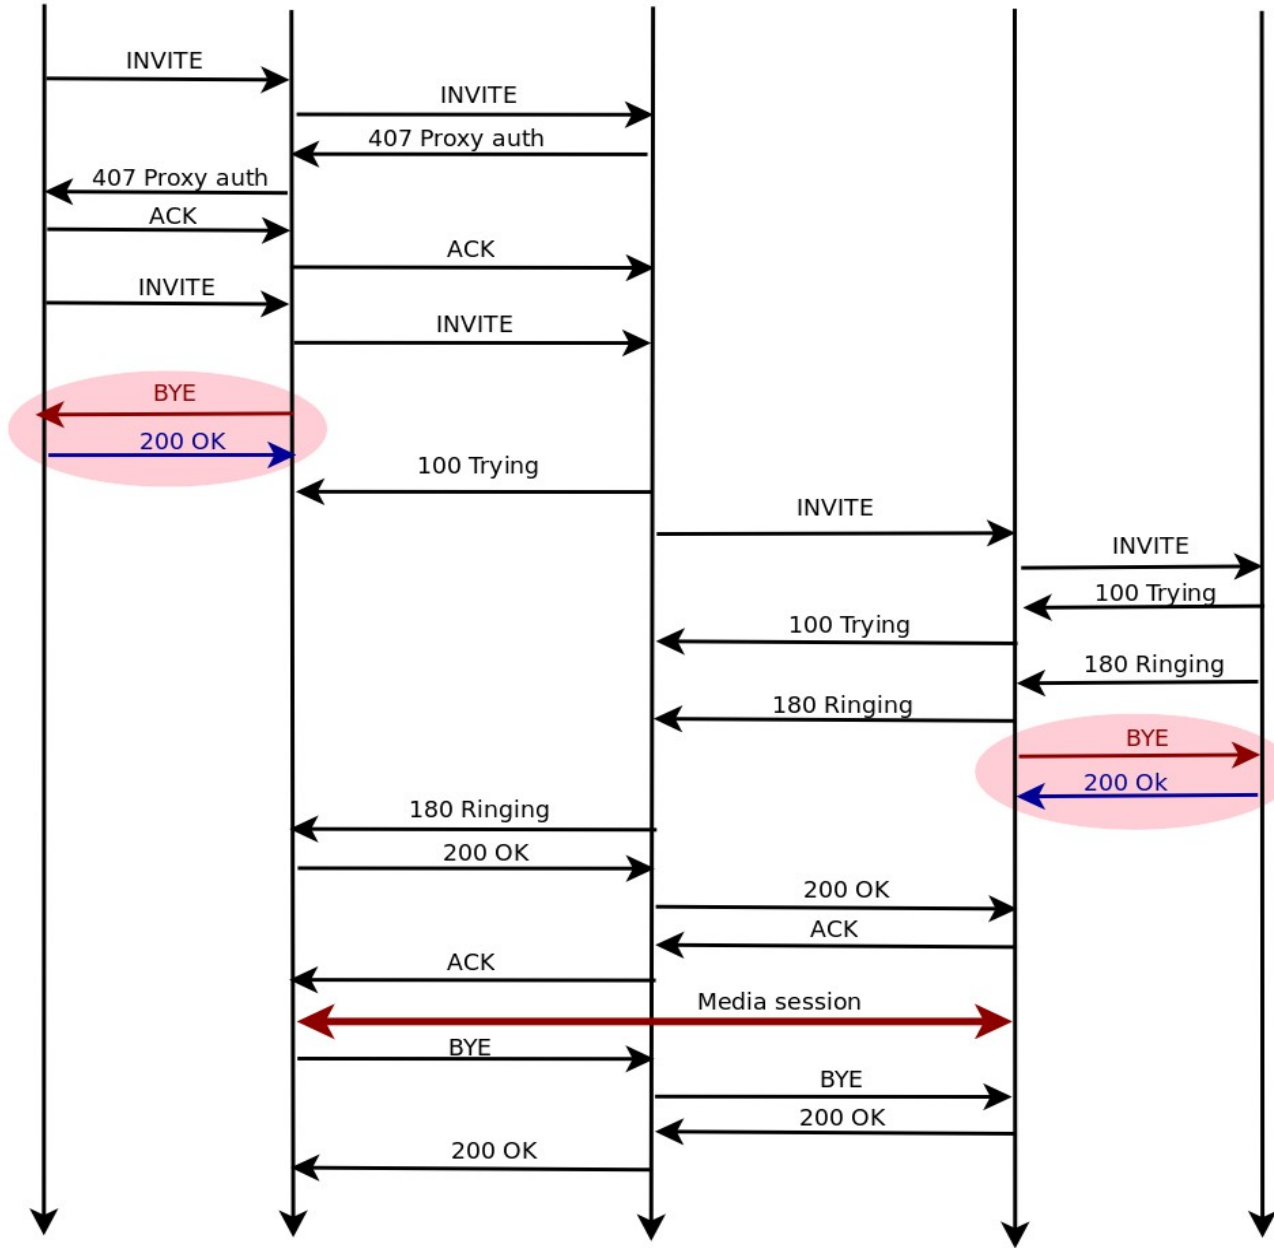 INVITE
INVITE
407 Proxy auth
407 Proxy auth
ACK
ACK
INVITE
INVITE
BYE
200 OK
100 Trying
INVITE
INVITE
100 Trying
100 Trying
180 Ringing
180 Ringing
BYE
200 Ok
180 Ringing
200 OK
200 OK
ACK
ACK
Media session
BYE
BYE
200 OK
200 OK